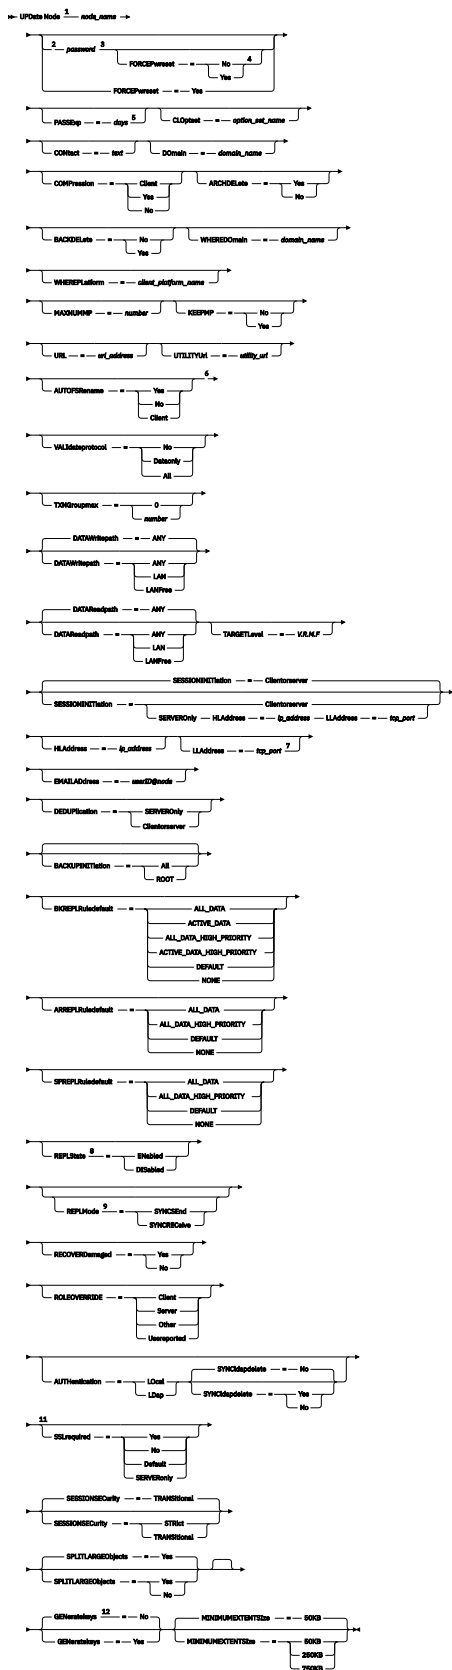 UPDate Node 1 node_name
2 password 3 FORCEPwreset = No 4
Yes
FORCEPwreset = Yes
PASSExp = days 5 CLOptset = option_set_name
CONtact = text DOmain = domain_name
COMPression = Client ARCHDELete = Yes
Yes No
No
BACKDELete = No WHEREDOmain = domain_name
Yes
WHEREPLatform = client_platform_name
MAXNUMMP = number KEEPMP = No
Yes
URL = url_address UTILITYUrl = utility_url
AUTOFSRename = Yes 6
No
Client
VALIdateprotocol = No
Dataonly
All
TXNGroupmax = 0
number
DATAWritepath = ANY
DATAWritepath = ANY
LAN
LANFree
DATAReadpath = ANY
DATAReadpath = ANY TARGETLevel = V.R.M.F
LAN
LANFree
SESSIONINITiation = Clientorserver
SESSIONINITiation = Clientorserver
SERVEROnly HLAddress = ip_address LLAddress = tcp_port
HLAddress = ip_address LLAddress = tcp_port 7
EMAILADdress = userID@node
DEDUPlication = SERVEROnly
Clientorserver
BACKUPINITiation = All
ROOT
BKREPLRuledefault = ALL_DATA
ACTIVE_DATA
ALL_DATA_HIGH_PRIORITY
ACTIVE_DATA_HIGH_PRIORITY
DEFAULT
NONE
ARREPLRuledefault = ALL_DATA
ALL_DATA_HIGH_PRIORITY
DEFAULT
NONE
SPREPLRuledefault = ALL_DATA
ALL_DATA_HIGH_PRIORITY
DEFAULT
NONE
REPLState 8 = ENabled
DISabled
REPLMode 9 = SYNCSEnd
SYNCRECeive
RECOVERDamaged = Yes
No
ROLEOVERRIDE = Client
Server
Other
Usereported
SYNCldapdelete = No
AUTHentication = LOcal
LDap SYNCldapdelete = Yes
No
11
SSLrequired = Yes
No
Default
SERVERonly
SESSIONSECurity = TRANSitional
SESSIONSECurity = STRict
TRANSitional
SPLITLARGEObjects = Yes
SPLITLARGEObjects = Yes
No
GENeratekeys 12 = No MINIMUMEXTENTSIze = 50KB
GENeratekeys = Yes MINIMUMEXTENTSIze = 50KB
250KB
750KB